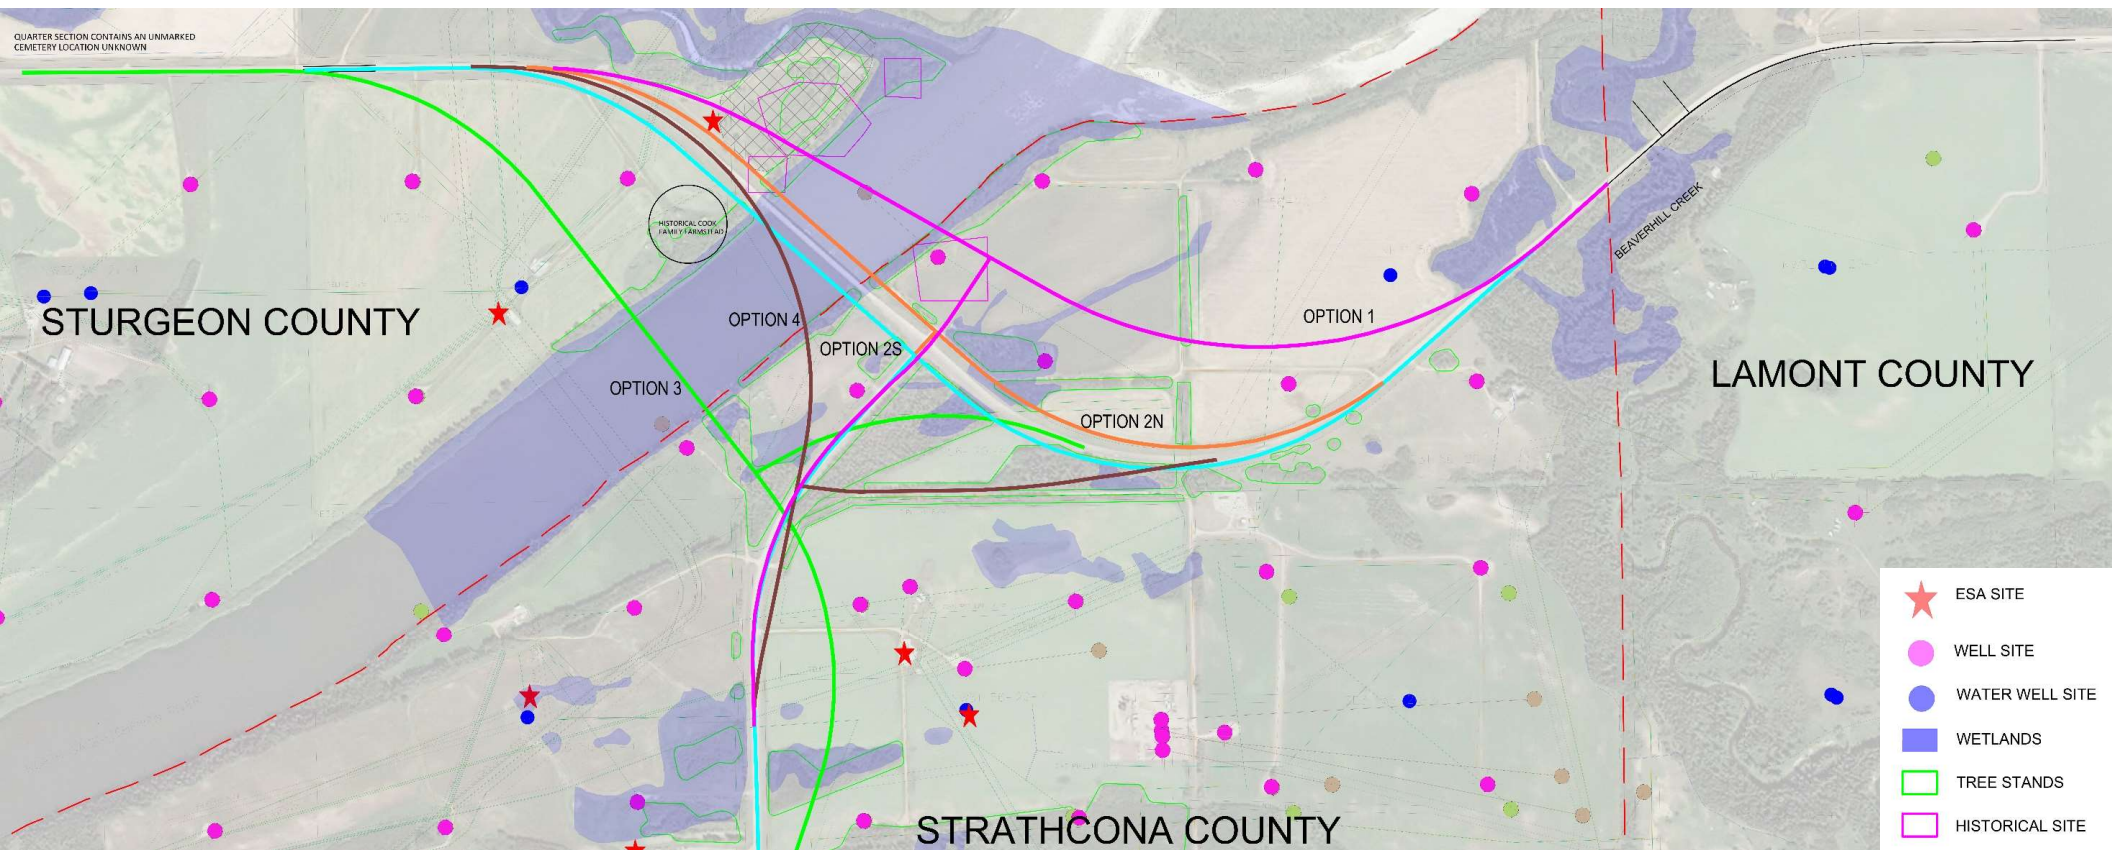 QUARTER SECTION CONTAINS AN UNMARKED
CEMETERY LOCATION UNKNOWN
HISTORICAL COOK
FAMILY FARMSTEAD
BEAVERHILL CREEK
STURGEON COUNTY
OPTION 4
OPTION 1
OPTION 2S
OPTION 3
LAMONT COUNTY
OPTION 2N
ESA SITE
WELL SITE
WATER WELL SITE
WETLANDS
TREE STANDS
HISTORICAL SITE
STRATHCONA COUNTY